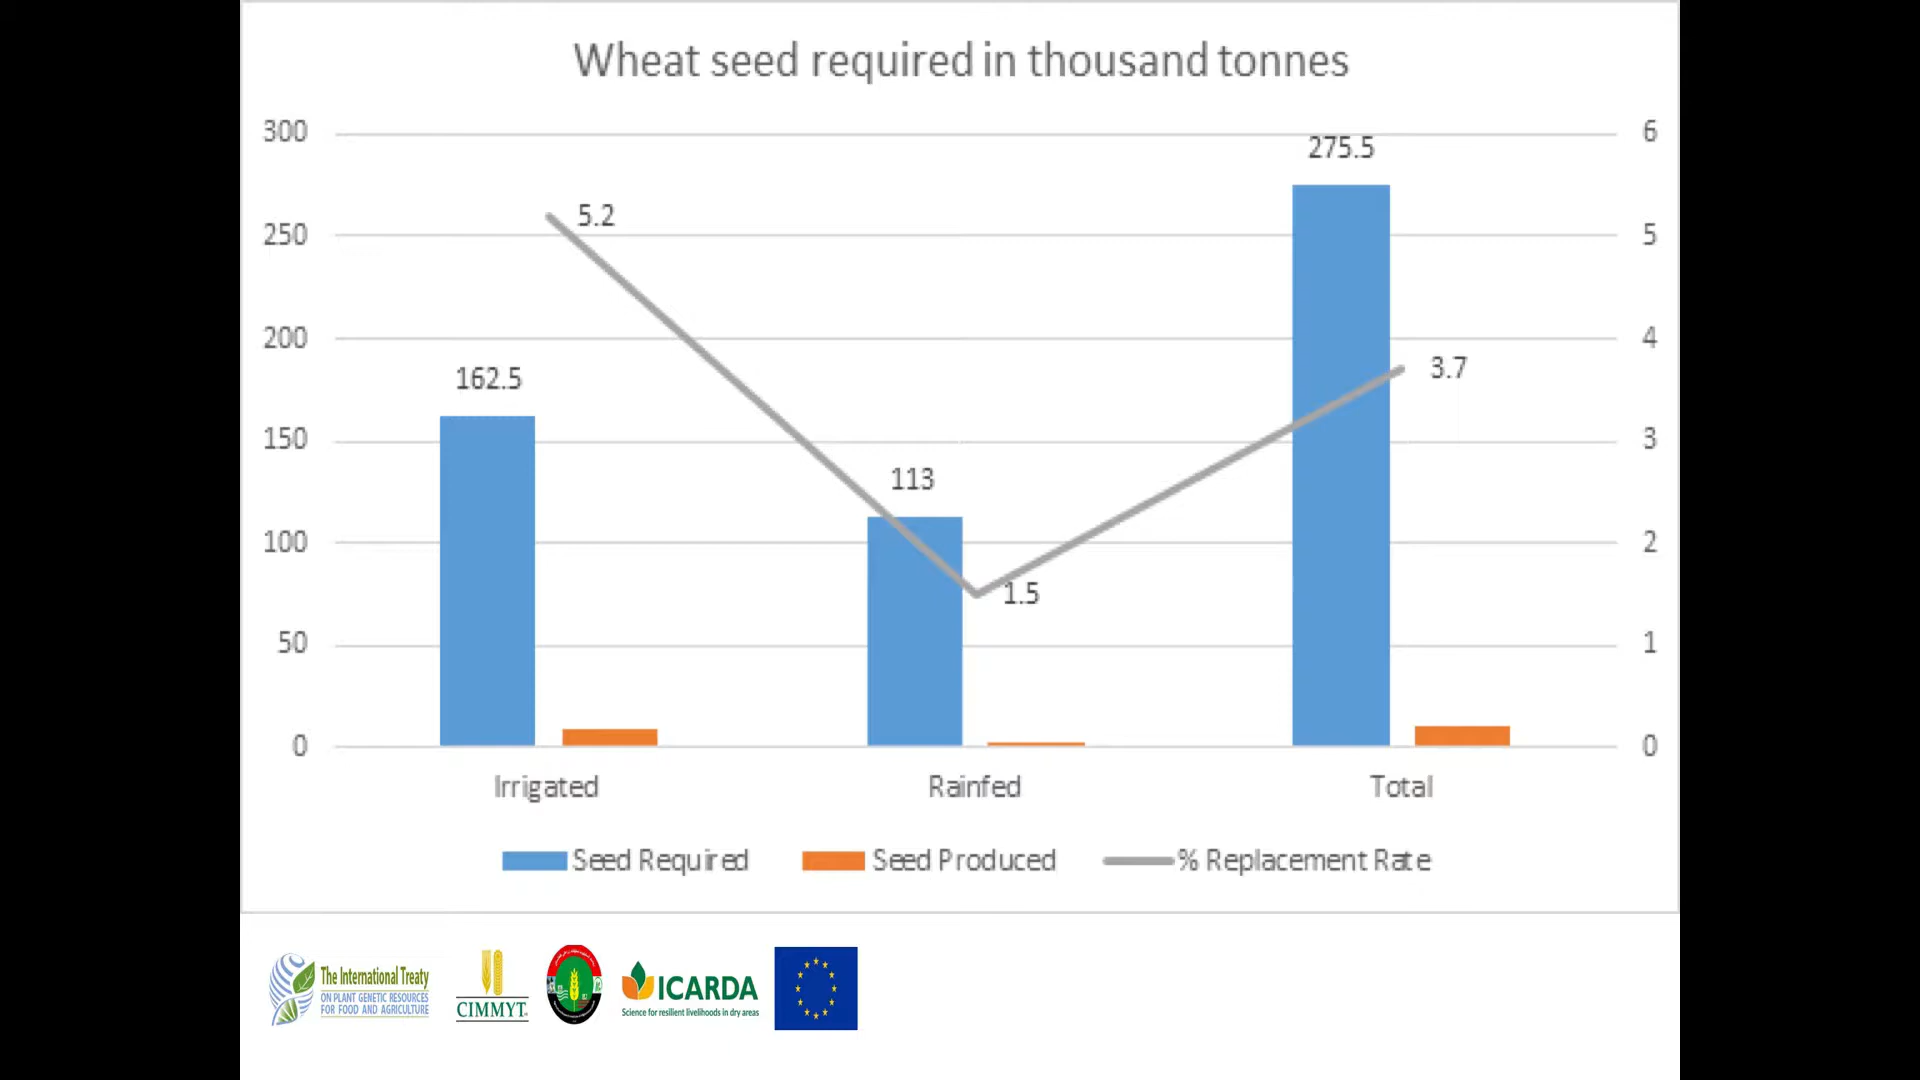 Wheat seed required in thousand tonnes
300
250
200
150
100
50
0
6
5
4
3
2
1
0
162.5
113
275.5
5.2
1.5
3.7
Irrigated
Rainfed
Total
Seed Required
Seed Produced
% Replacement Rate
The International Treaty
ON PLANT GENETIC RESOURCES
FOR FOOD AND AGRICULTURE
CIMMYT
ICARDA
Science for resilient livelihoods in dry areas